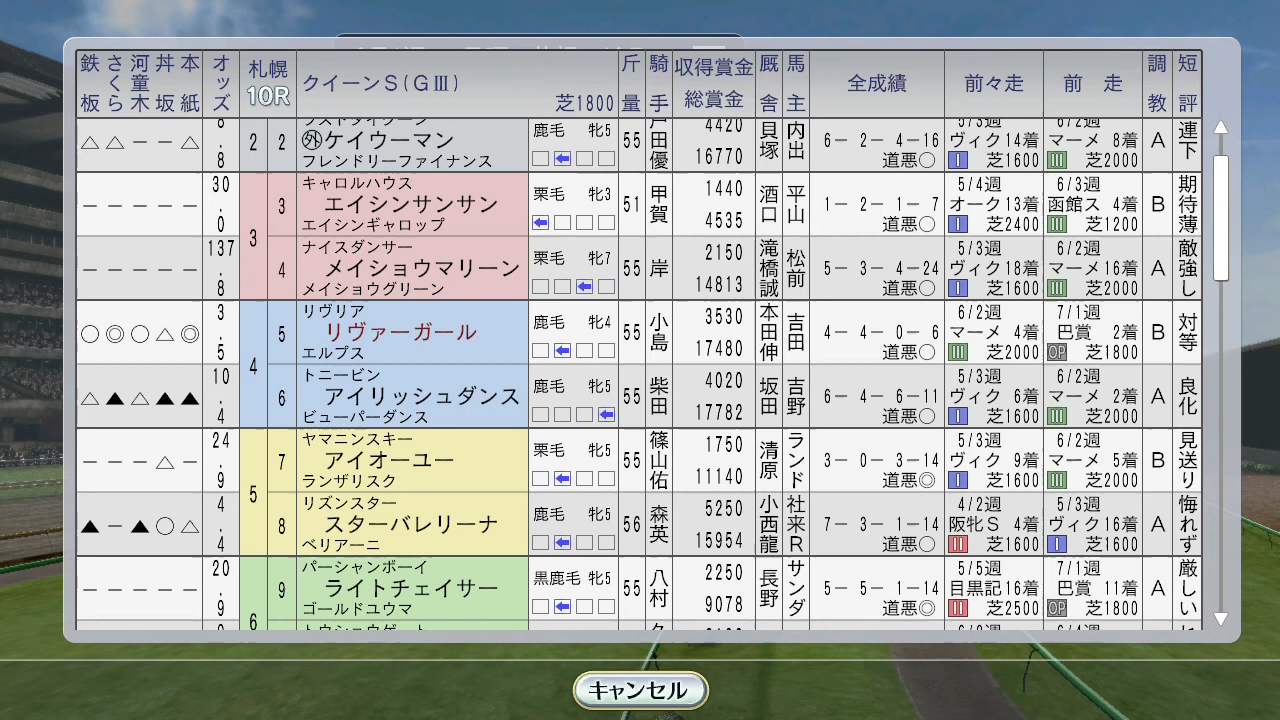 鉄板 さくら 河童木 丼坂 本紙 オッズ 札幌 10R クイーンS(GⅢ) 芝1800 斤量 騎手 収得賞金 総賞金 厩舎 馬主 全成績 前々走 前走 調教 短評
△ △ ― ― △ 8.8 2 2 外ケイウーマン フレンドリーファイナンス 鹿毛 牝5 55 戸田優 4420 16770 貝塚 内出 6- 2- 4-16 道悪○ 5/3週 ヴィク14着 Ⅰ 芝1600 6/2週 マーメ 8着 Ⅲ 芝2000 A 連下
― ― ― ― ― 30.0 3 3 キャロルハウス エイシンサンサン エイシンギャロップ 栗毛 牝3 51 甲賀 1440 4535 酒口 平山 1- 2- 1- 7 道悪○ 5/4週 オーク13着 Ⅰ 芝2400 6/3週 函館ス 4着 Ⅲ 芝1200 B 期待薄
― ― ― ― ― 137.8 4 ナイスダンサー メイショウマリーン メイショウグリーン 栗毛 牝7 55 岸 2150 14813 滝橋誠 松前 5- 3- 4-24 道悪○ 5/3週 ヴィク18着 Ⅰ 芝1600 6/2週 マーメ16着 Ⅲ 芝2000 A 敵強し
○ ◎ ○ △ ◎ 3.5 4 5 リヴリア リヴァーガール エルプス 鹿毛 牝4 55 小島 3530 17480 本田伸 吉田 4- 4- 0- 6 道悪○ 6/2週 マーメ 4着 Ⅲ 芝2000 7/1週 巴賞 2着 OP 芝1800 B 対等
△ ▲ △ ▲ ▲ 10.4 6 トニービン アイリッシュダンス ビューパーダンス 鹿毛 牝5 55 柴田 4020 17782 坂田 吉野 6- 4- 6-11 道悪○ 5/3週 ヴィク 6着 Ⅰ 芝1600 6/2週 マーメ 2着 Ⅲ 芝2000 A 良化
― ― ― △ ― 24.9 5 7 ヤマニンスキー アイオーユー ランザリスク 栗毛 牝5 55 篠山佑 1750 11140 清原 ランド 3- 0- 3-14 道悪◎ 5/3週 ヴィク 9着 Ⅰ 芝1600 6/2週 マーメ 5着 Ⅲ 芝2000 B 見送り
▲ ― ▲ ○ △ 4.4 8 リズンスター スターバレリーナ ベリアーニ 鹿毛 牝5 56 森英 5250 15954 小西龍 社来R 7- 3- 1-14 道悪○ 4/2週 阪牝S 4着 Ⅱ 芝1600 5/3週 ヴィク16着 Ⅰ 芝1600 A 悔れず
― ― ― ― ― 20.9 6 9 パーシャンボーイ ライトチェイサー ゴールドユウマ 黒鹿毛 牝5 55 八村 2250 9078 長野 サンダ 5- 5- 1-14 道悪◎ 5/5週 目黒記16着 Ⅱ 芝2500 7/1週 巴賞 11着 OP 芝1800 A 厳しい
キャンセル